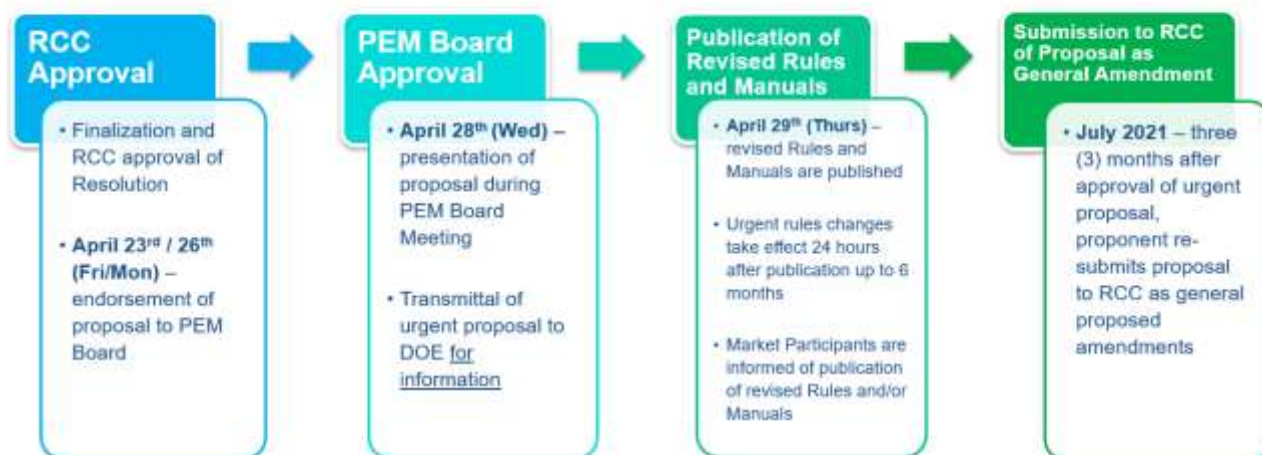 RCC
Approval
• Finalization and
RCC approval of
Resolution
• April 23rd / 26th
(Fri/Mon) –
endorsement of
proposal to PEM
Board
PEM Board
Approval
• April 28th (Wed) –
presentation of
proposal during
PEM Board
Meeting
• Transmittal of
urgent proposal to
DOE for
information
Publication of
Revised Rules
and Manuals
• April 29th (Thurs) –
revised Rules and
Manuals are published
• Urgent rules changes
take effect 24 hours
after publication up to 6
months
• Market Participants are
informed of publication
of revised Rules and/or
Manuals
Submission to RCC
of Proposal as
General Amendment
• July 2021 – three
(3) months after
approval of urgent
proposal,
proponent re-
submits proposal
to RCC as general
proposed
amendments